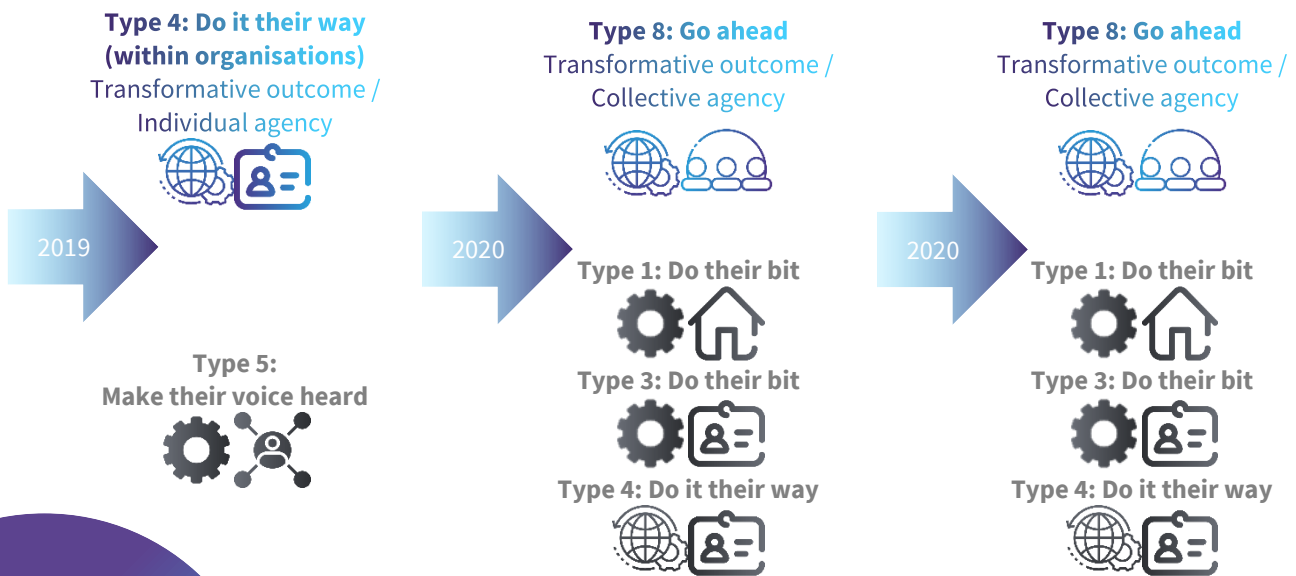 Type 4: Do it their way
(within organisations)
Transformative outcome /
Individual agency
2019
Type 5:
Make their voice heard
Type 8: Go ahead
Transformative outcome /
Collective agency
2020
Type 1: Do their bit
Type 3: Do their bit
Type 4: Do it their way
Type 8: Go ahead
Transformative outcome /
Collective agency
2020
Type 1: Do their bit
Type 3: Do their bit
Type 4: Do it their way